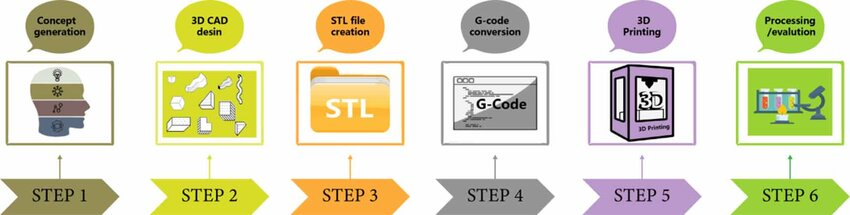 Concept
generation
3D CAD
desin
STL file
creation
G-code
conversion
3D
Printing
Processing
/evalution
STL
G-Code
3D
3D Printing
STEP 1
STEP 2
STEP 3
STEP 4
STEP 5
STEP 6